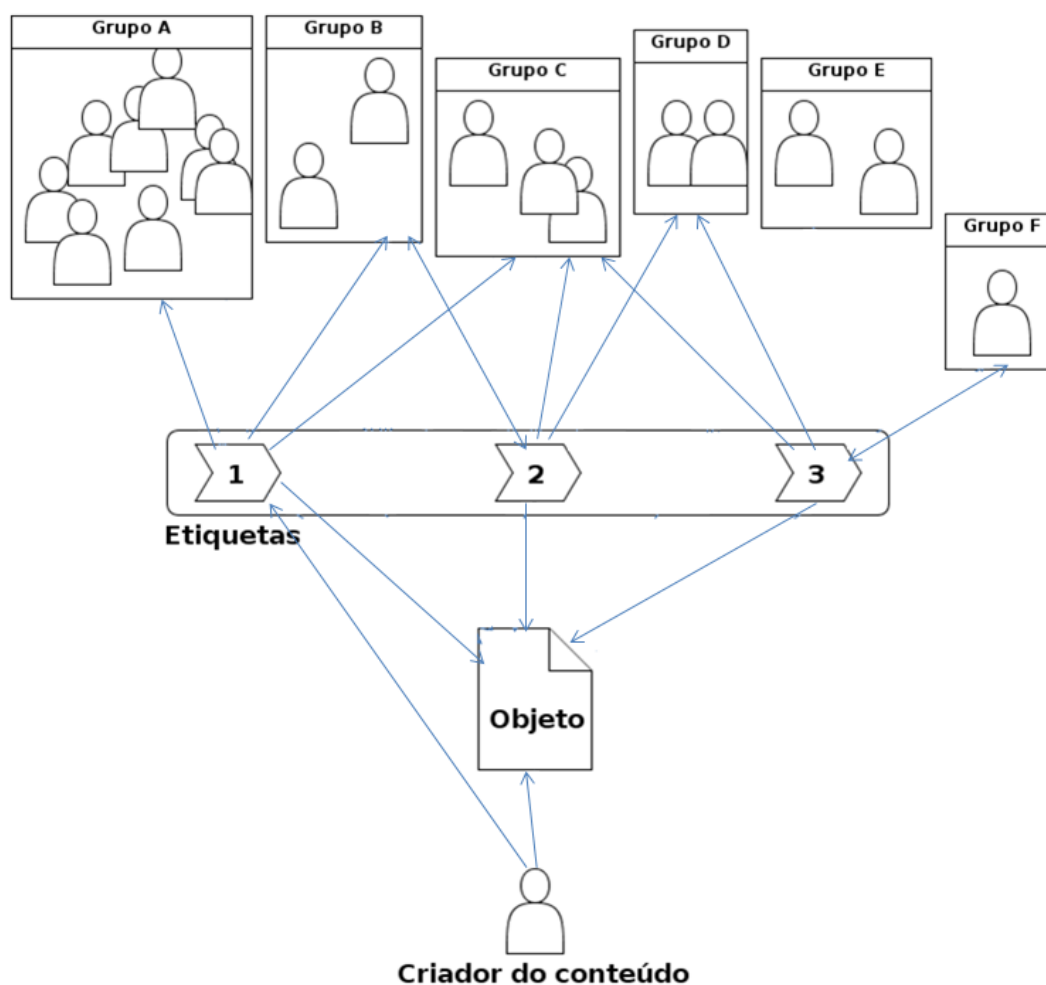 Grupo A
Grupo B
Grupo C
Grupo D
Grupo E
Grupo F
1
2
3
Etiquetas
Objeto
Criador do conteúdo